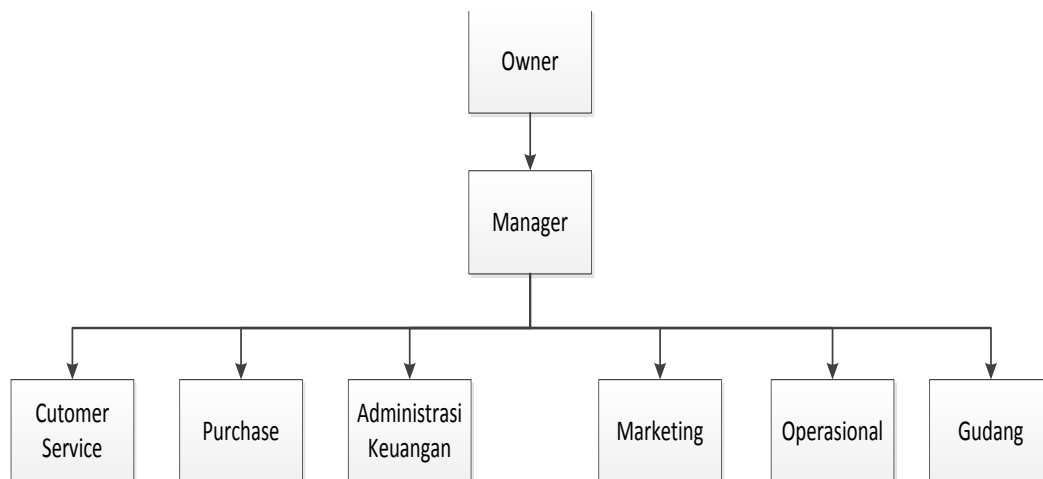 Owner
Manager
Cutomer
Service
Purchase
Administrasi
Keuangan
Marketing
Operasional
Gudang